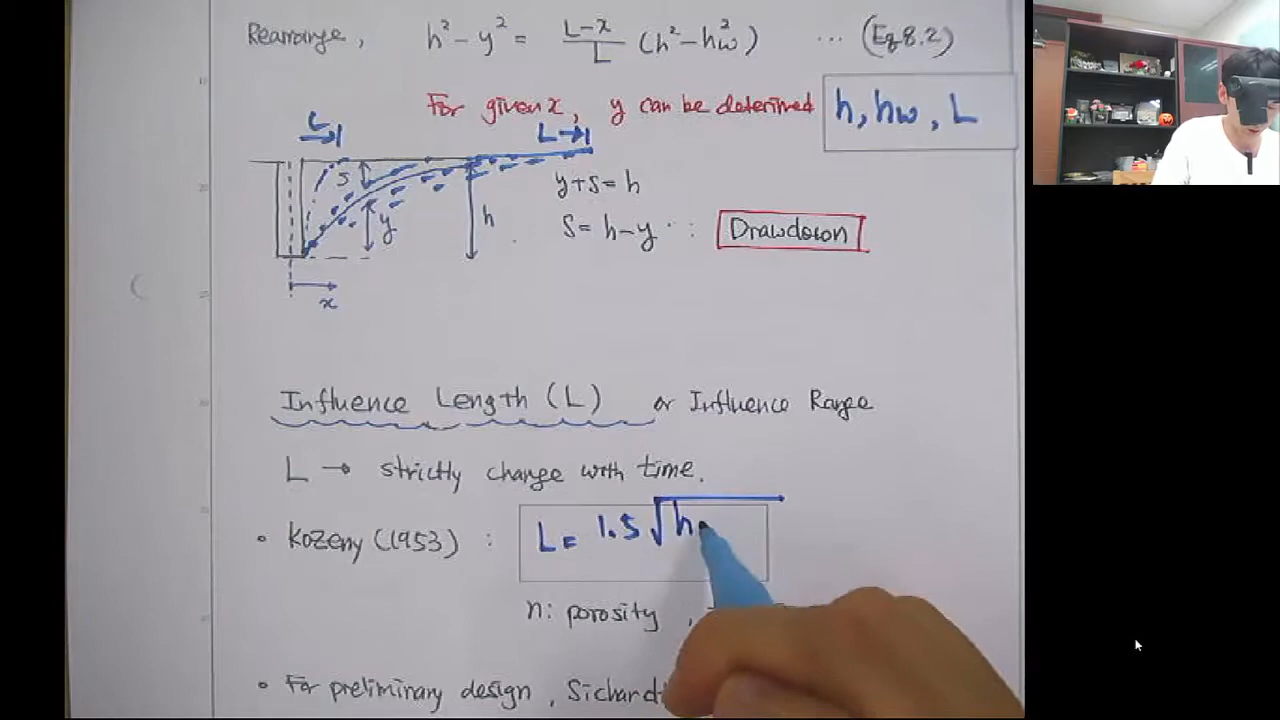 Rearrange, h² - y² = L-x/L (h² - hw²) ... (Eq 8.2)
For given x, y can be determined h, hw, L
L
L
S
y
h
x
y+s = h
S = h-y ∴ Drawdown
Influence Length (L) or Influence Range
L → strictly change with time.
• Kozeny (1953) : L = 1.5 √h
n: porosity ,
• For preliminary design, Sichardt